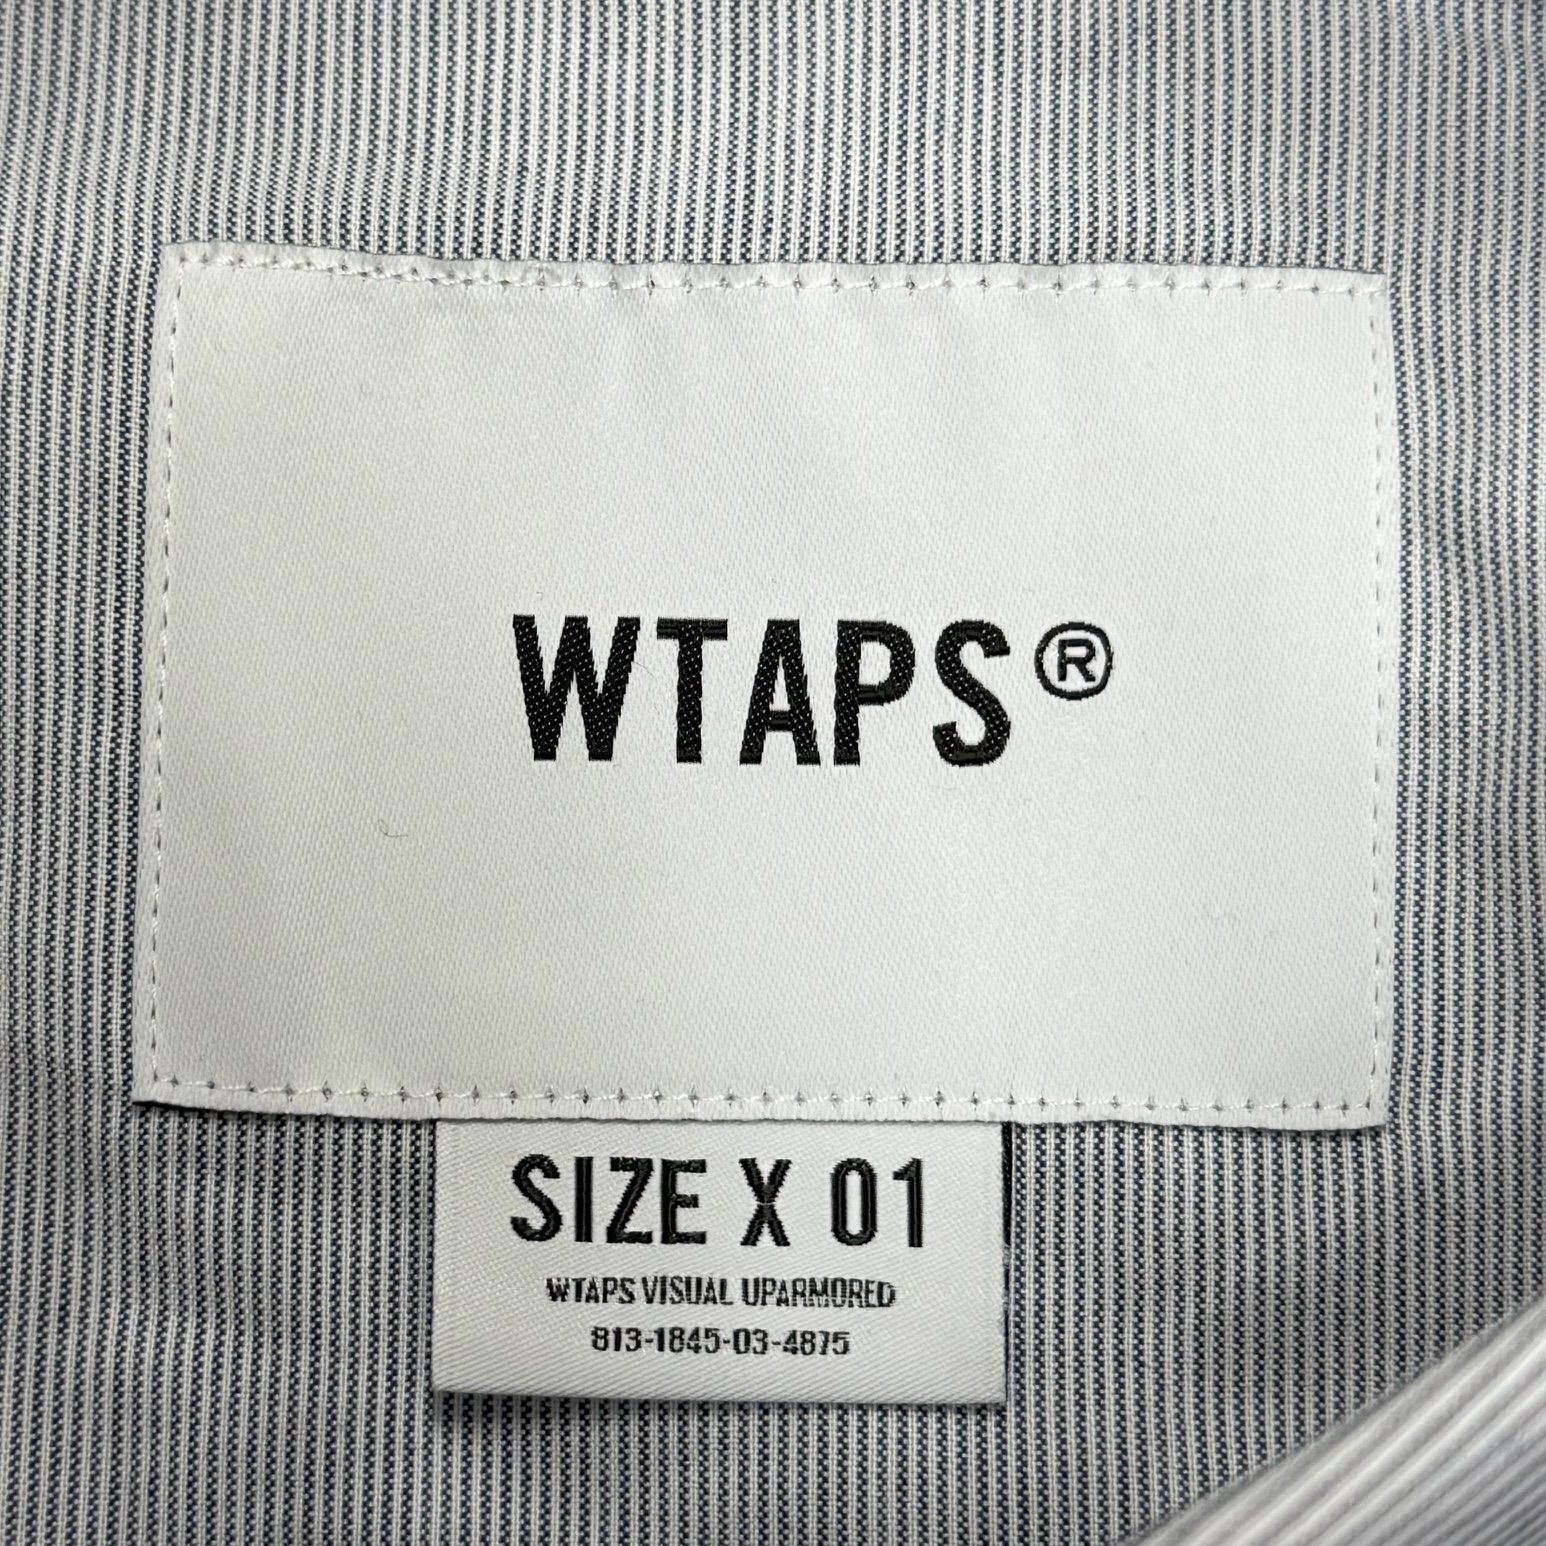 WTAPS®
SIZE X 01
WTAPS VISUAL UPARMORED
813-1845-03-4875